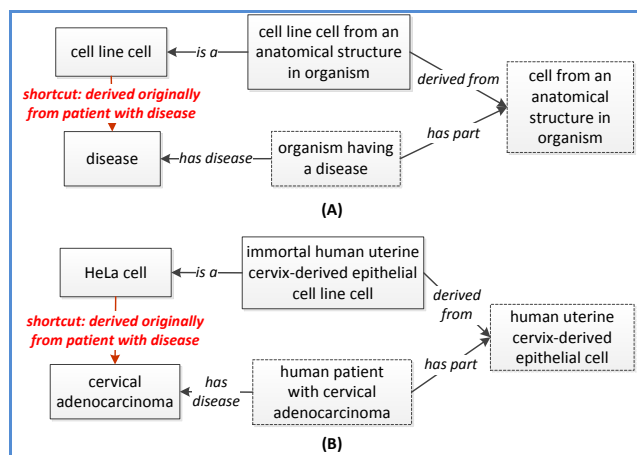 cell line cell
is a
cell line cell from an
anatomical structure
in organism
derived from
cell from an
anatomical
structure in
organism
shortcut: derived originally
from patient with disease
disease
has disease
organism having
a disease
has part
(A)
HeLa cell
is a
immortal human uterine
cervix-derived epithelial
cell line cell
derived
from
human uterine
cervix-derived
epithelial cell
shortcut: derived originally
from patient with disease
cervical
adenocarcinoma
has
disease
human patient
with cervical
adenocarcinoma
has part
(B)